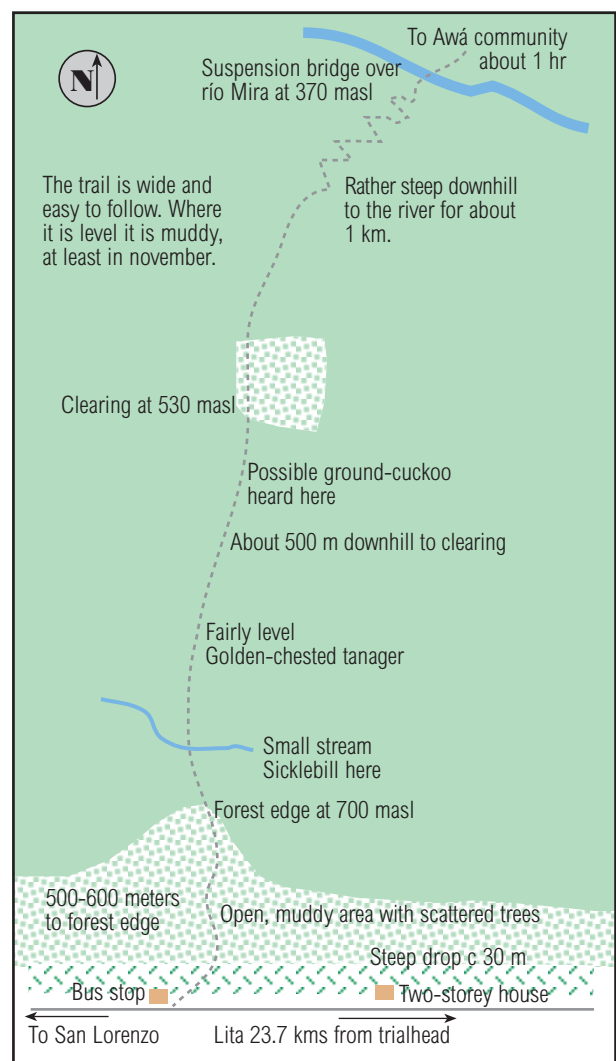 To Awá community
about 1 hr
Suspension bridge over
río Mira at 370 masl
N
The trail is wide and
easy to follow. Where
it is level it is muddy,
at least in november.
Rather steep downhill
to the river for about
1 km.
Clearing at 530 masl
Possible ground-cuckoo
heard here
About 500 m downhill to clearing
Fairly level
Golden-chested tanager
Small stream
Sicklebill here
Forest edge at 700 masl
500-600 meters
to forest edge
Open, muddy area with scattered trees
Steep drop c 30 m
Bus stop
Two-storey house
To San Lorenzo
Lita 23.7 kms from trialhead